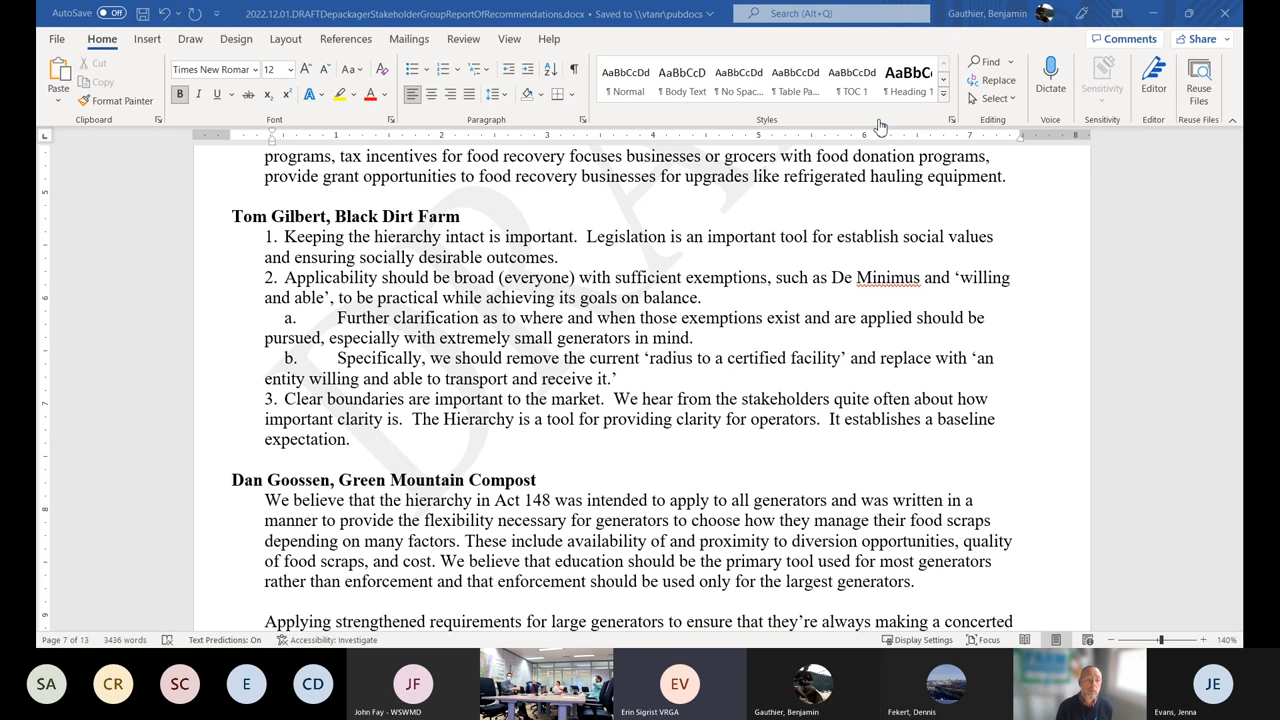 AutoSave Off 2022.12.01.DRAFTDepackagerStakeholderGroupReportOfRecommendations.docx • Saved to \\vtanr\pubdocs Search (Alt+Q) Gauthier, Benjamin
File Home Insert Draw Design Layout References Mailings Review View Help Comments Share
Paste Cut Copy Format Painter
Times New Roman 12
¶ Normal ¶ Body Text ¶ No Spac... ¶ Table Pa... ¶ TOC 1 ¶ Heading 1
Find Replace Select
Dictate Sensitivity Editor Reuse Files
Clipboard Font Paragraph Styles Editing Voice Sensitivity Editor Reuse Files
programs, tax incentives for food recovery focuses businesses or grocers with food donation programs,
provide grant opportunities to food recovery businesses for upgrades like refrigerated hauling equipment.
Tom Gilbert, Black Dirt Farm
1. Keeping the hierarchy intact is important. Legislation is an important tool for establish social values
and ensuring socially desirable outcomes.
2. Applicability should be broad (everyone) with sufficient exemptions, such as De Minimus and ‘willing
and able’, to be practical while achieving its goals on balance.
a. Further clarification as to where and when those exemptions exist and are applied should be
pursued, especially with extremely small generators in mind.
b. Specifically, we should remove the current ‘radius to a certified facility’ and replace with ‘an
entity willing and able to transport and receive it.’
3. Clear boundaries are important to the market. We hear from the stakeholders quite often about how
important clarity is. The Hierarchy is a tool for providing clarity for operators. It establishes a baseline
expectation.
Dan Goossen, Green Mountain Compost
We believe that the hierarchy in Act 148 was intended to apply to all generators and was written in a
manner to provide the flexibility necessary for generators to choose how they manage their food scraps
depending on many factors. These include availability of and proximity to diversion opportunities, quality
of food scraps, and cost. We believe that education should be the primary tool used for most generators
rather than enforcement and that enforcement should be used only for the largest generators.
Applying strengthened requirements for large generators to ensure that they’re always making a concerted
Page 7 of 13 3436 words Text Predictions: On Accessibility: Investigate Display Settings Focus 140%
SA CR SC E CD JF EV JE
John Fay - WSWMD Erin Sigrist VRGA Gauthier, Benjamin Fekert, Dennis Evans, Jenna